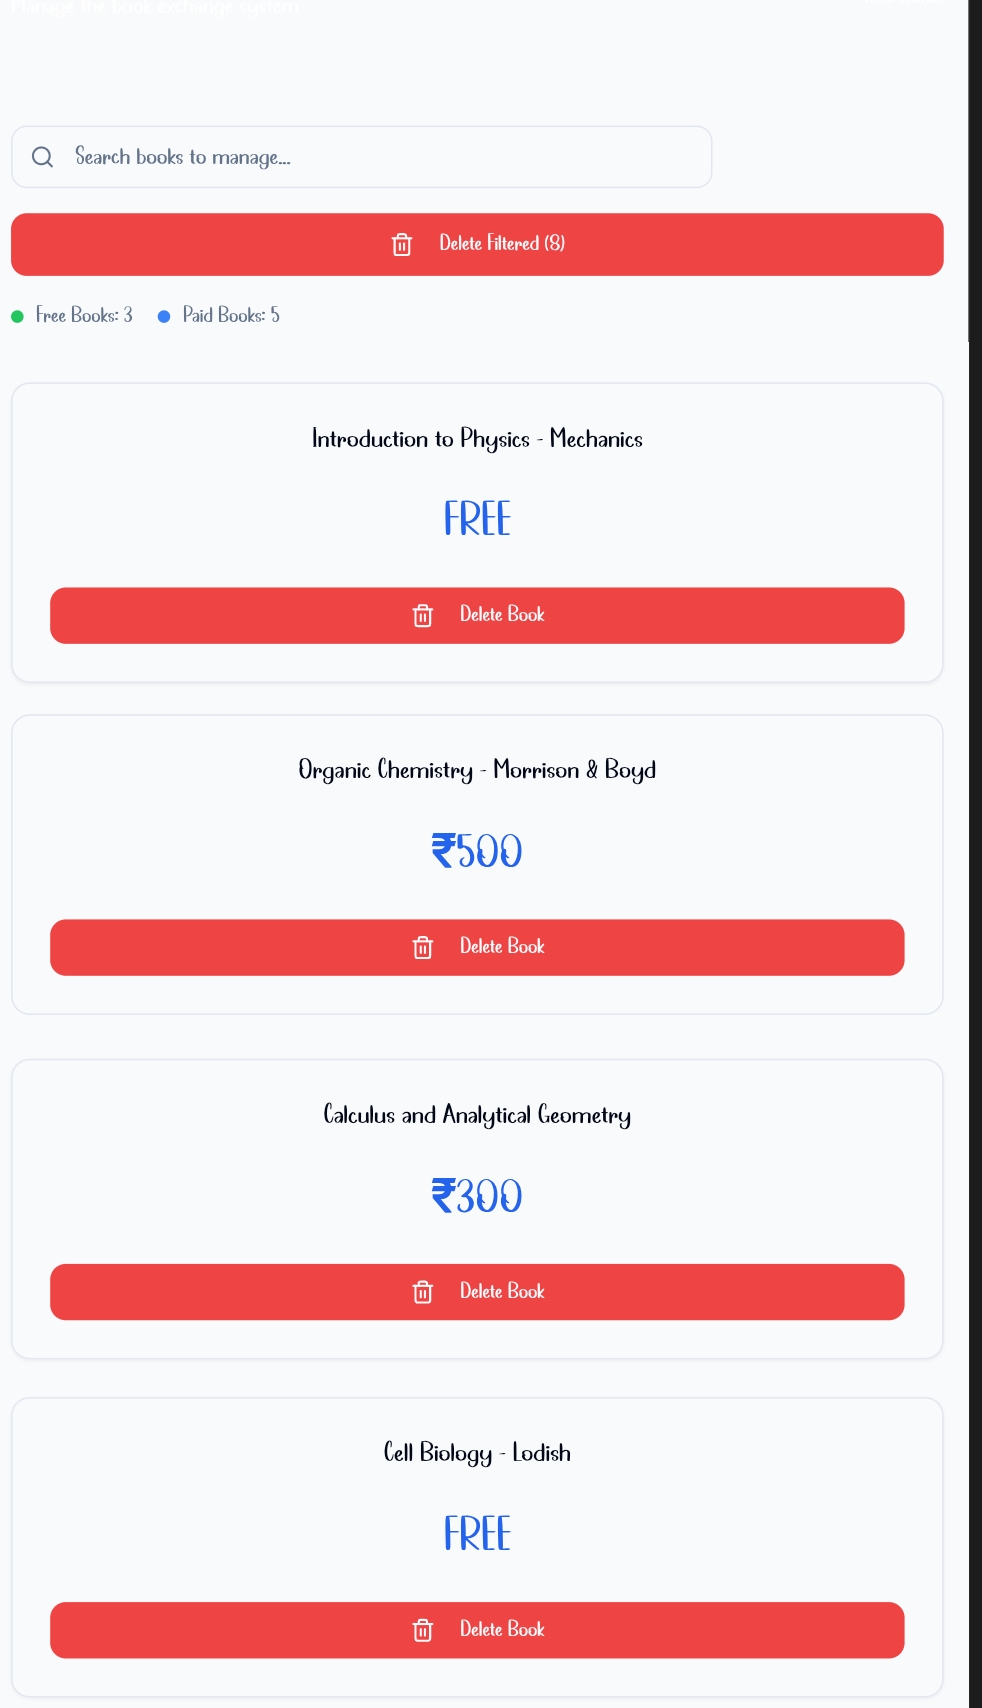 Manage the book exchange system
Search books to manage...
Delete Filtered (8)
Free Books: 3 Paid Books: 5
Introduction to Physics - Mechanics
FREE
Delete Book
Organic Chemistry - Morrison & Boyd
₹500
Delete Book
Calculus and Analytical Geometry
₹300
Delete Book
Cell Biology - Lodish
FREE
Delete Book